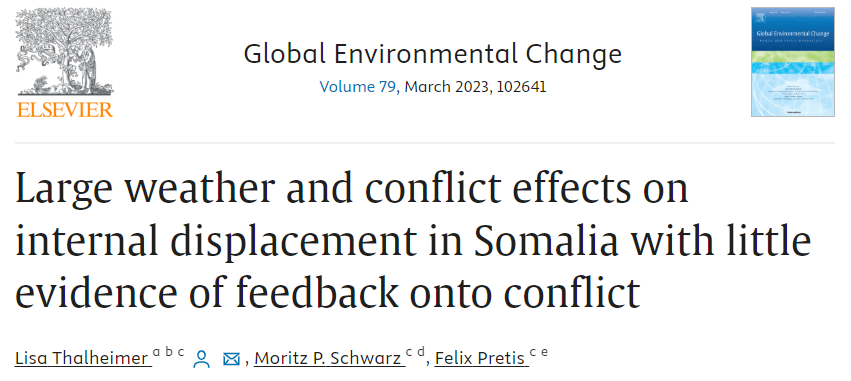 ELSEVIER
Global Environmental Change
Volume 79, March 2023, 102641
Global Environmental Change
Large weather and conflict effects on
internal displacement in Somalia with little
evidence of feedback onto conflict
Lisa Thalheimer a b c , Moritz P. Schwarz c d, Felix Pretis c e